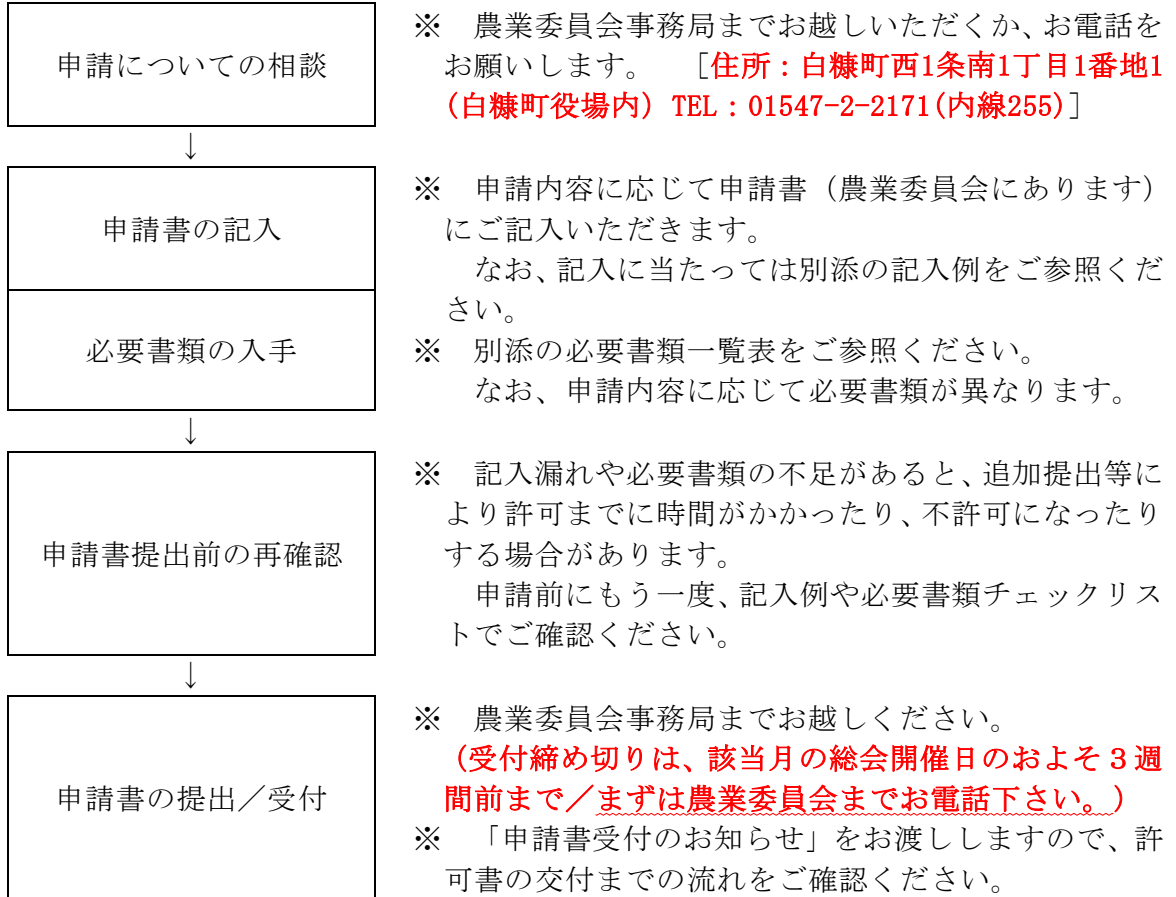 申請についての相談
※　農業委員会事務局までお越しいただくか、お電話を
お願いします。　［住所：白糠町西1条南1丁目1番地1
(白糠町役場内) TEL：01547-2-2171(内線255)］
↓
申請書の記入
※　申請内容に応じて申請書（農業委員会にあります）
にご記入いただきます。
なお、記入に当たっては別添の記入例をご参照くだ
さい。
必要書類の入手
※　別添の必要書類一覧表をご参照ください。
なお、申請内容に応じて必要書類が異なります。
↓
申請書提出前の再確認
※　記入漏れや必要書類の不足があると、追加提出等に
より許可までに時間がかかったり、不許可になったり
する場合があります。
申請前にもう一度、記入例や必要書類チェックリス
トでご確認ください。
↓
申請書の提出／受付
※　農業委員会事務局までお越しください。
（受付締め切りは、該当月の総会開催日のおよそ３週
間前まで／まずは農業委員会までお電話下さい。）
※　「申請書受付のお知らせ」をお渡ししますので、許
可書の交付までの流れをご確認ください。